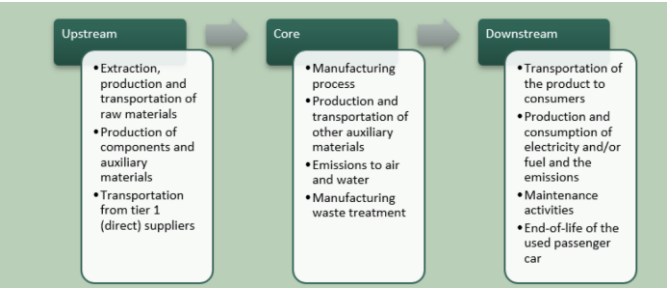 Upstream
• Extraction,
production and
transportation of
raw materials
• Production of
components and
auxiliary
materials
• Transportation
from tier 1
(direct) suppliers
Core
• Manufacturing
process
• Production and
transportation of
other auxiliary
materials
• Emissions to air
and water
• Manufacturing
waste treatment
Downstream
• Transportation of
the product to
consumers
• Production and
consumption of
electricity and/or
fuel and the
emissions
• Maintenance
activities
• End-of-life of the
used passenger
car